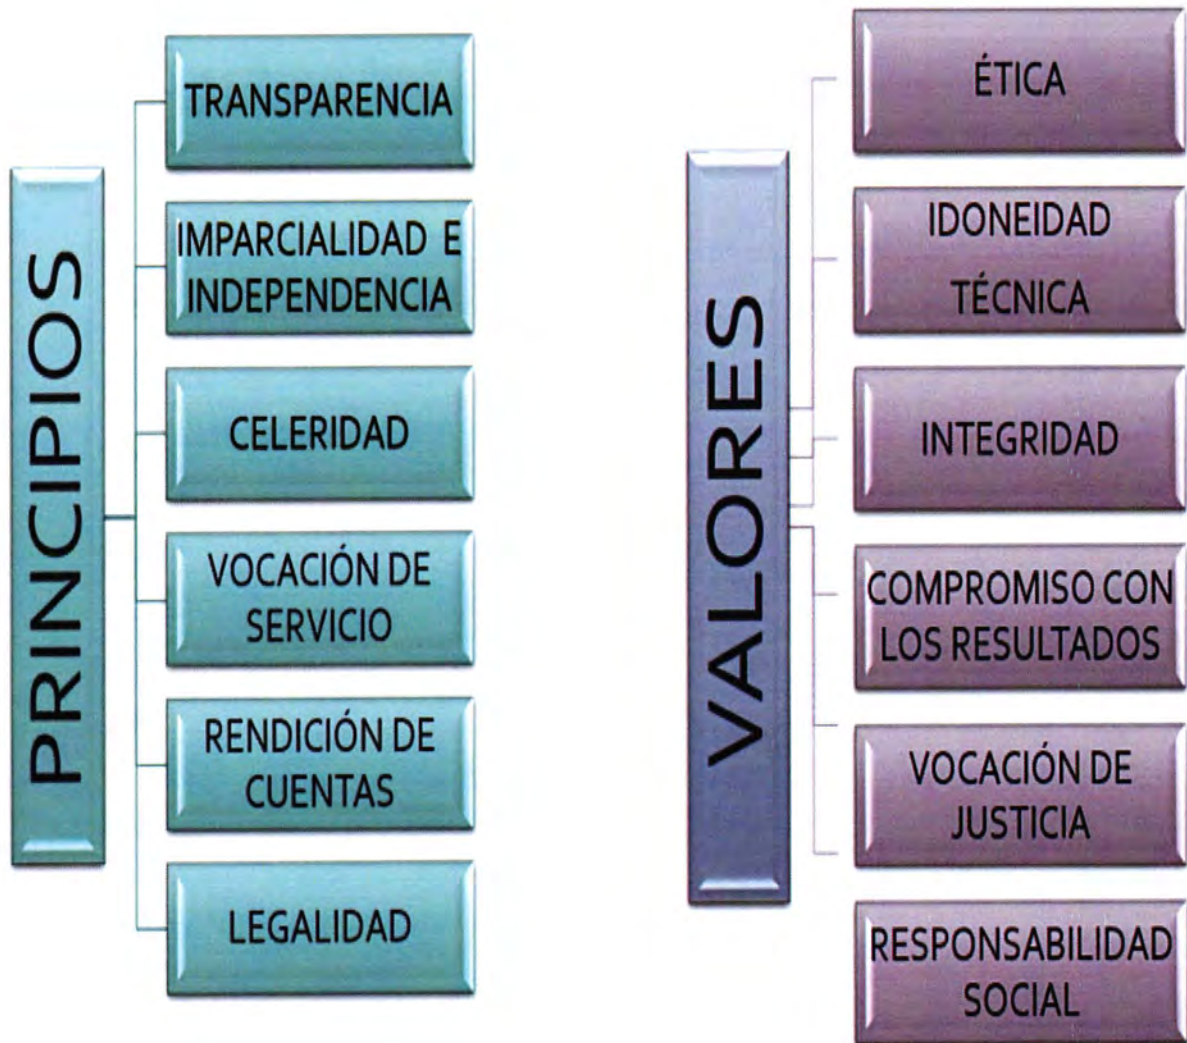 PRINCIPIOS
TRANSPARENCIA
IMPARCIALIDAD E
INDEPENDENCIA
CELERIDAD
VOCACIÓN DE
SERVICIO
RENDICIÓN DE
CUENTAS
LEGALIDAD
VALORES
ÉTICA
IDONEIDAD
TÉCNICA
INTEGRIDAD
COMPROMISO CON
LOS RESULTADOS
VOCACIÓN DE
JUSTICIA
RESPONSABILIDAD
SOCIAL